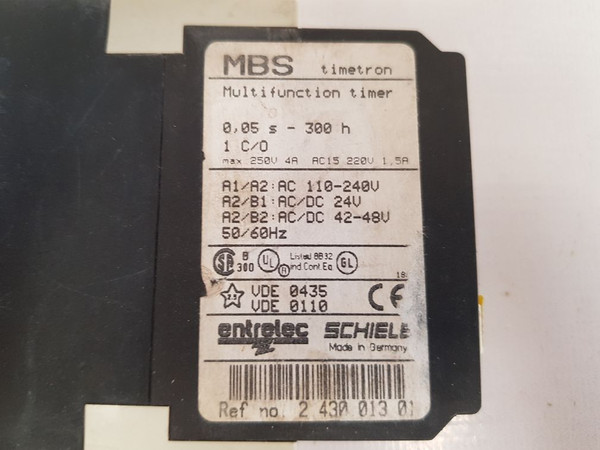 MBS timetron
Multifunction timer
0,05 s - 300 h
1 C/O
max 250V 4A AC15 220V 1,5A
A1/A2: AC 110-240V
A2/B1: AC/DC 24V
A2/B2: AC/DC 42-48V
50/60Hz
B 300 UL ® Listed 8B32 Ind.Cont.Eq. GL
18
VDE 0435
VDE 0110 CE
entrelec SCHIELE
Made in Germany
Ref no. 2 430 013 01